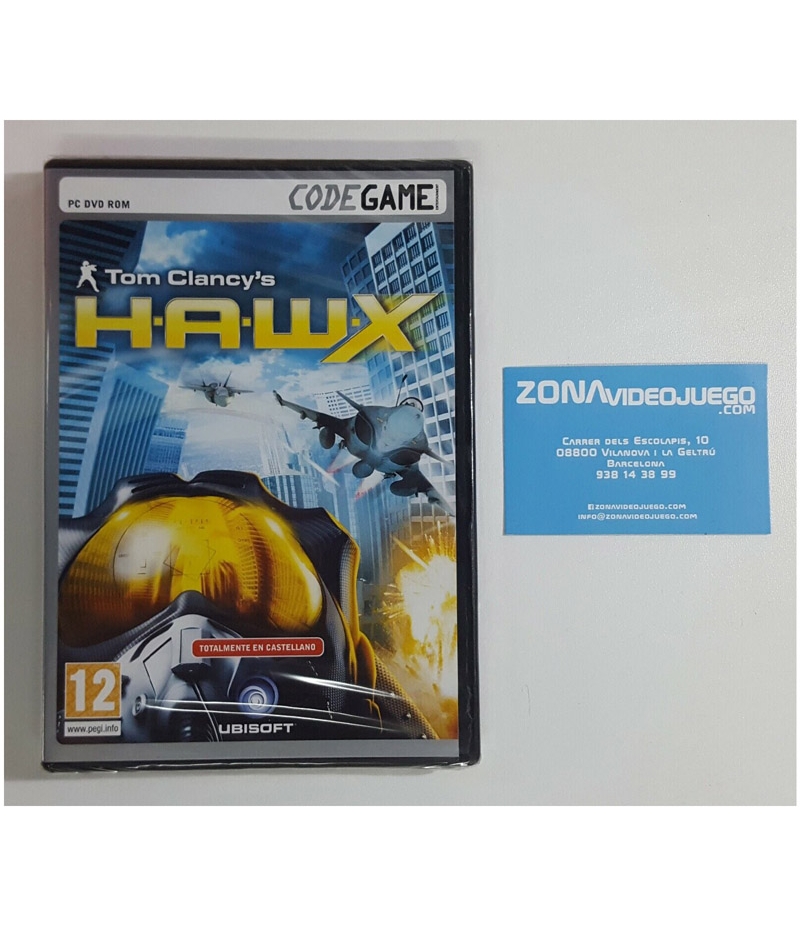 PC DVD ROM
CODEGAME
ENTERTAINMENT
Tom Clancy's
H·A·W·X
TOTALMENTE EN CASTELLANO
12
www.pegi.info
UBISOFT
ZONAVIDEOJUEGO
.COM
CARRER DELS ESCOLAPIS, 10
08800 VILANOVA I LA GELTRÚ
BARCELONA
938 14 38 99
ZONAVIDEOJUEGO.COM
INFO@ZONAVIDEOJUEGO.COM